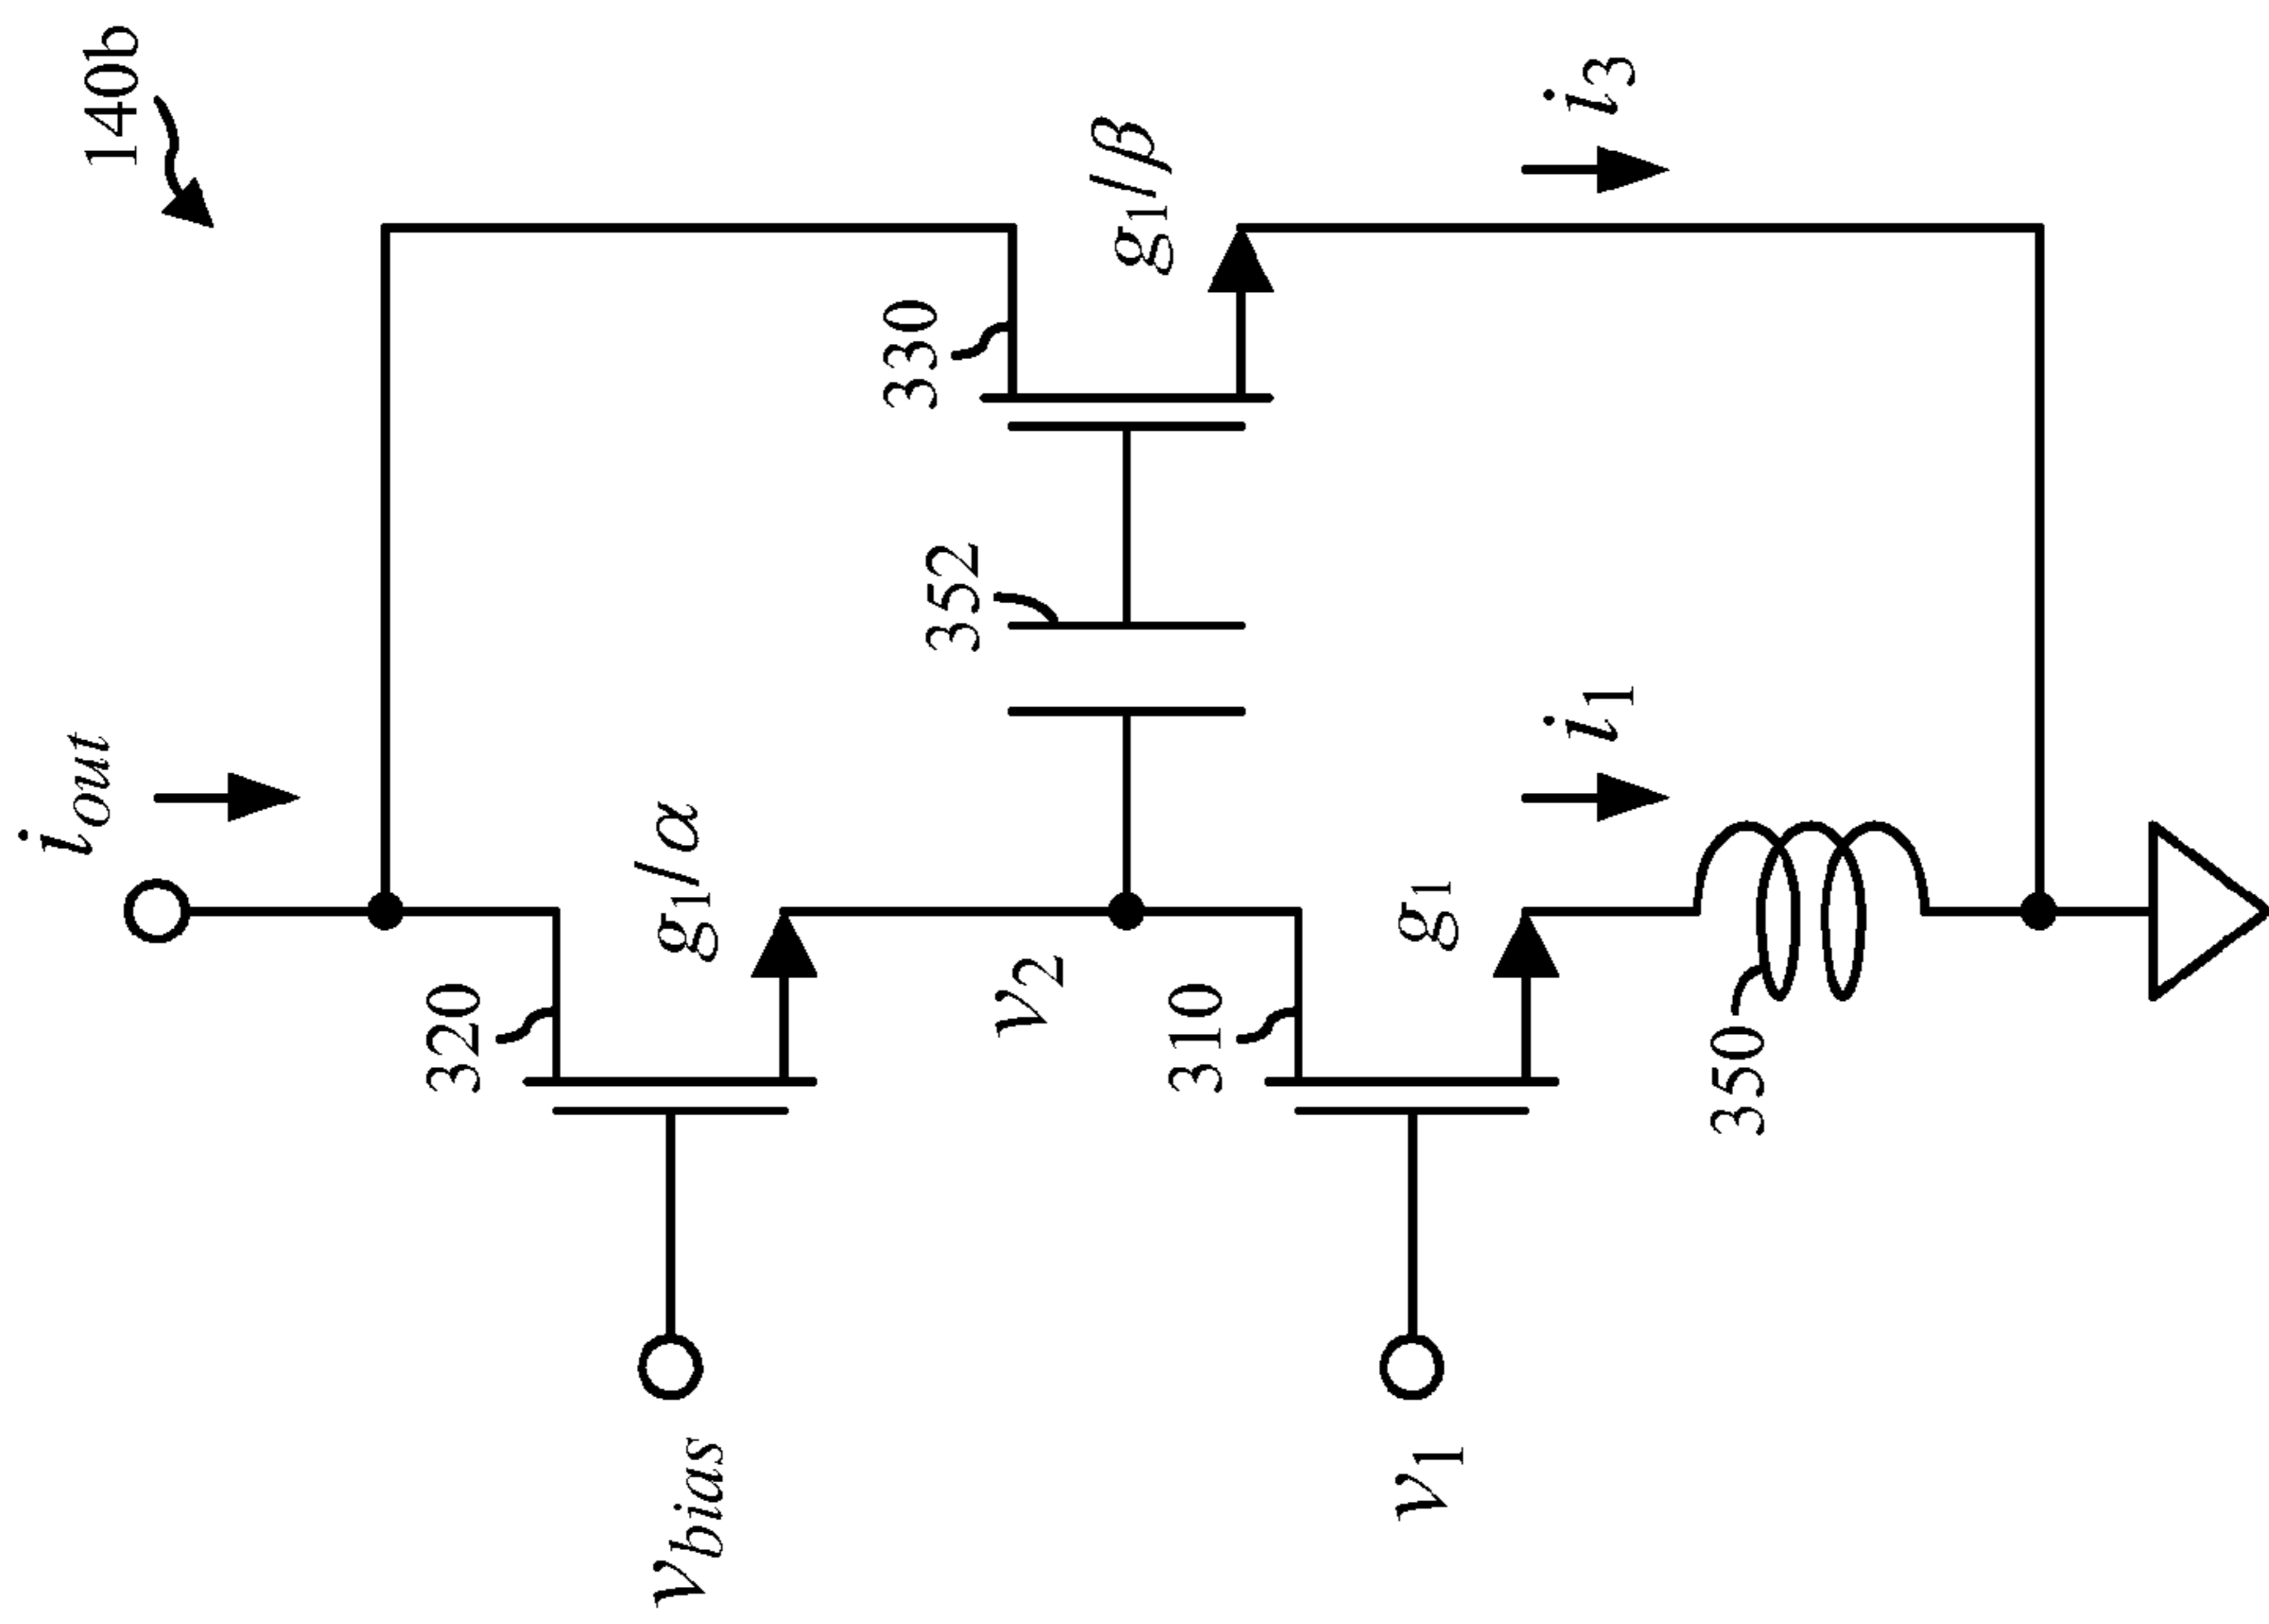 140b
iout
320
g1/α
vbias
330
g1/β
352
v2
310
g1
v1
i1
i3
350